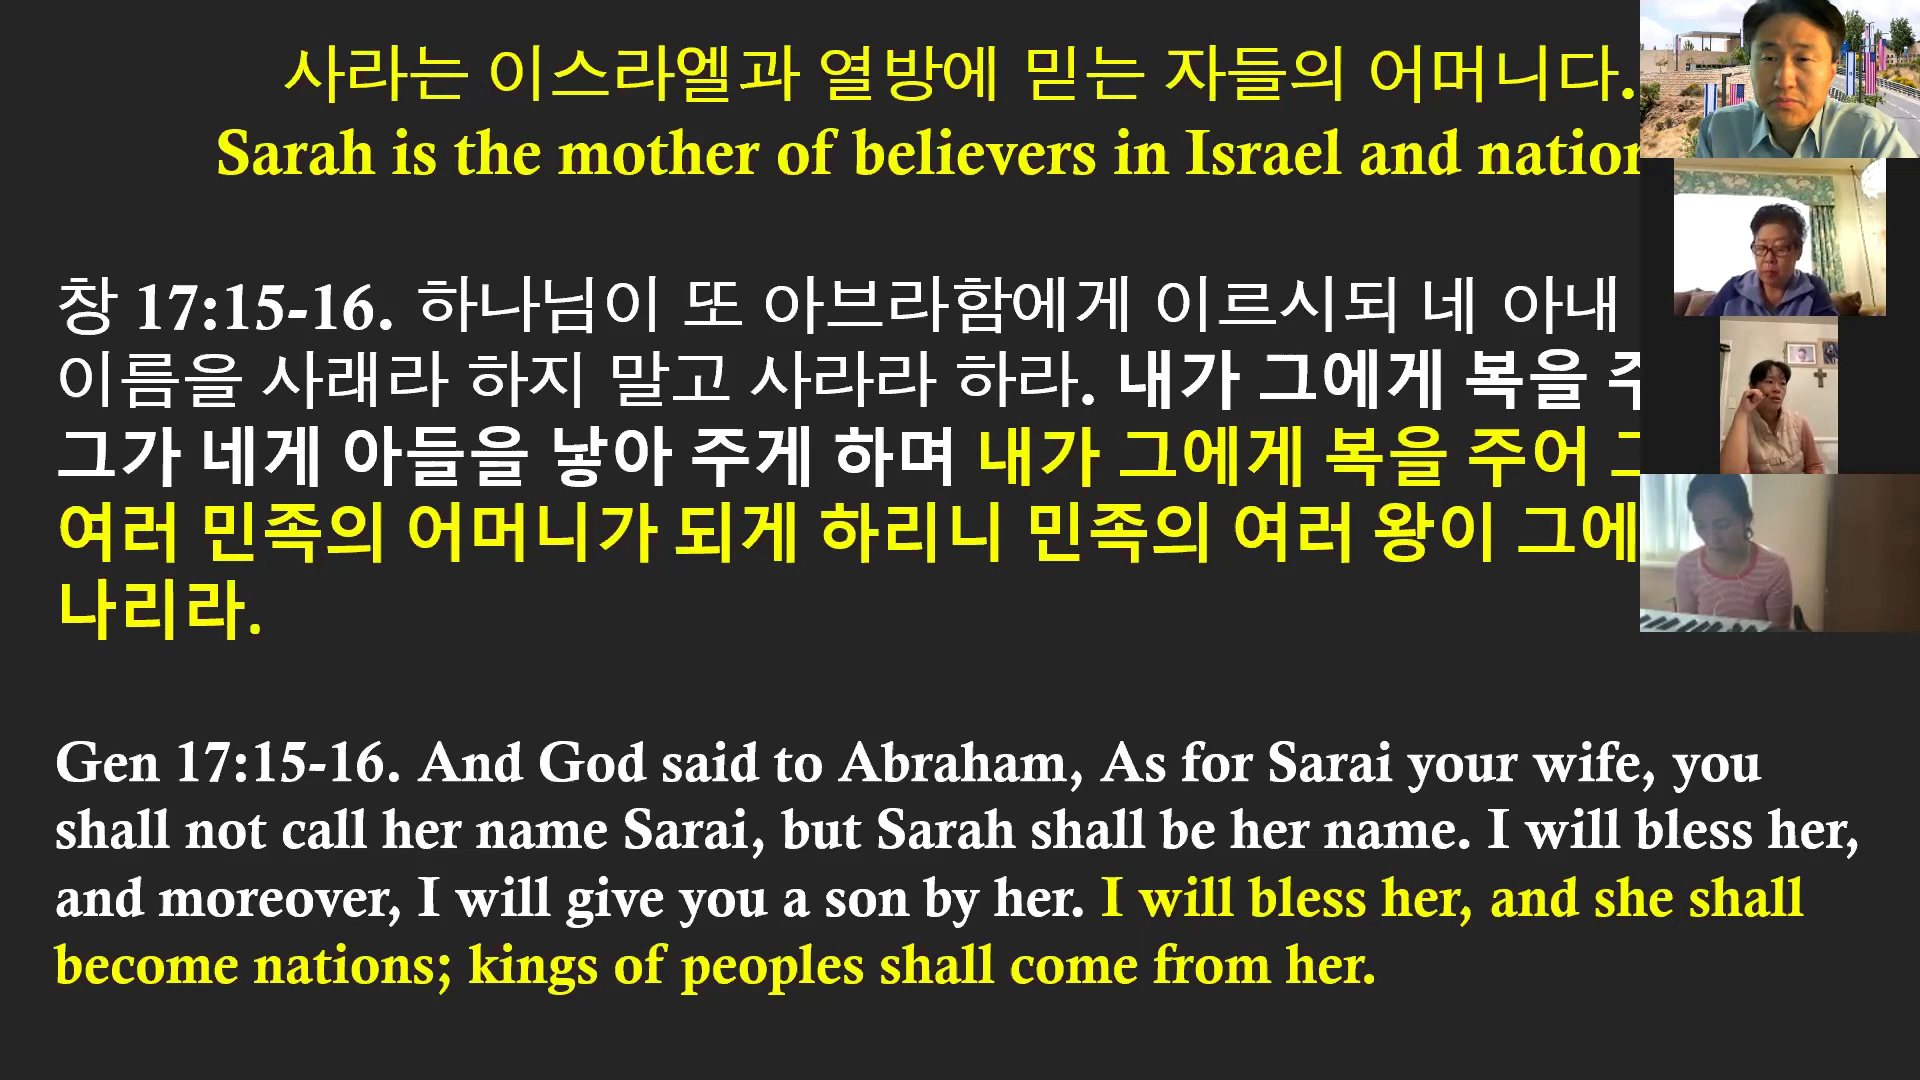 사라는 이스라엘과 열방에 믿는 자들의 어머니다.
Sarah is the mother of believers in Israel and
창 17:15-16. 하나님이 또 아브라함에게 이르시되 네 아내
이름을 사래라 하지 말고 사라라 하라. 내가 그에게 복을
그가 네게 아들을 낳아 주게 하며 내가 그에게 복을 주어
여러 민족의 어머니가 되게 하리니 민족의 여러 왕이 그에
나리라.
Gen 17:15-16. And God said to Abraham, As for Sarai your wife, you
shall not call her name Sarai, but Sarah shall be her name. I will bless her,
and moreover, I will give you a son by her. I will bless her, and she shall
become nations; kings of peoples shall come from her.